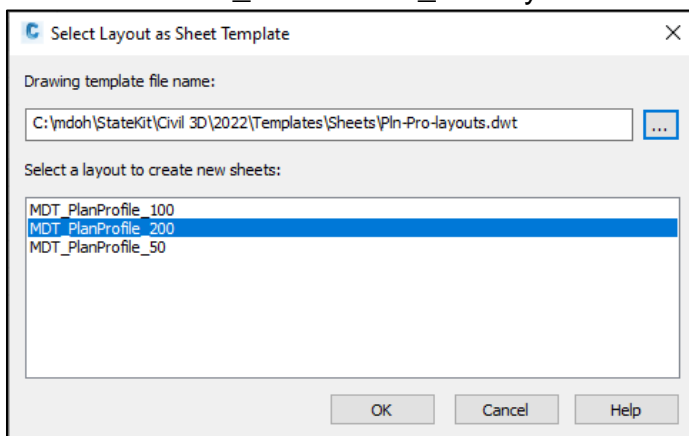 Select Layout as Sheet Template
Drawing template file name:
C:\mdoh\StateKit\Civil 3D\2022\Templates\Sheets\Pln-Pro-layouts.dwt
...
Select a layout to create new sheets:
MDT_PlanProfile_100
MDT_PlanProfile_200
MDT_PlanProfile_50
OK Cancel Help